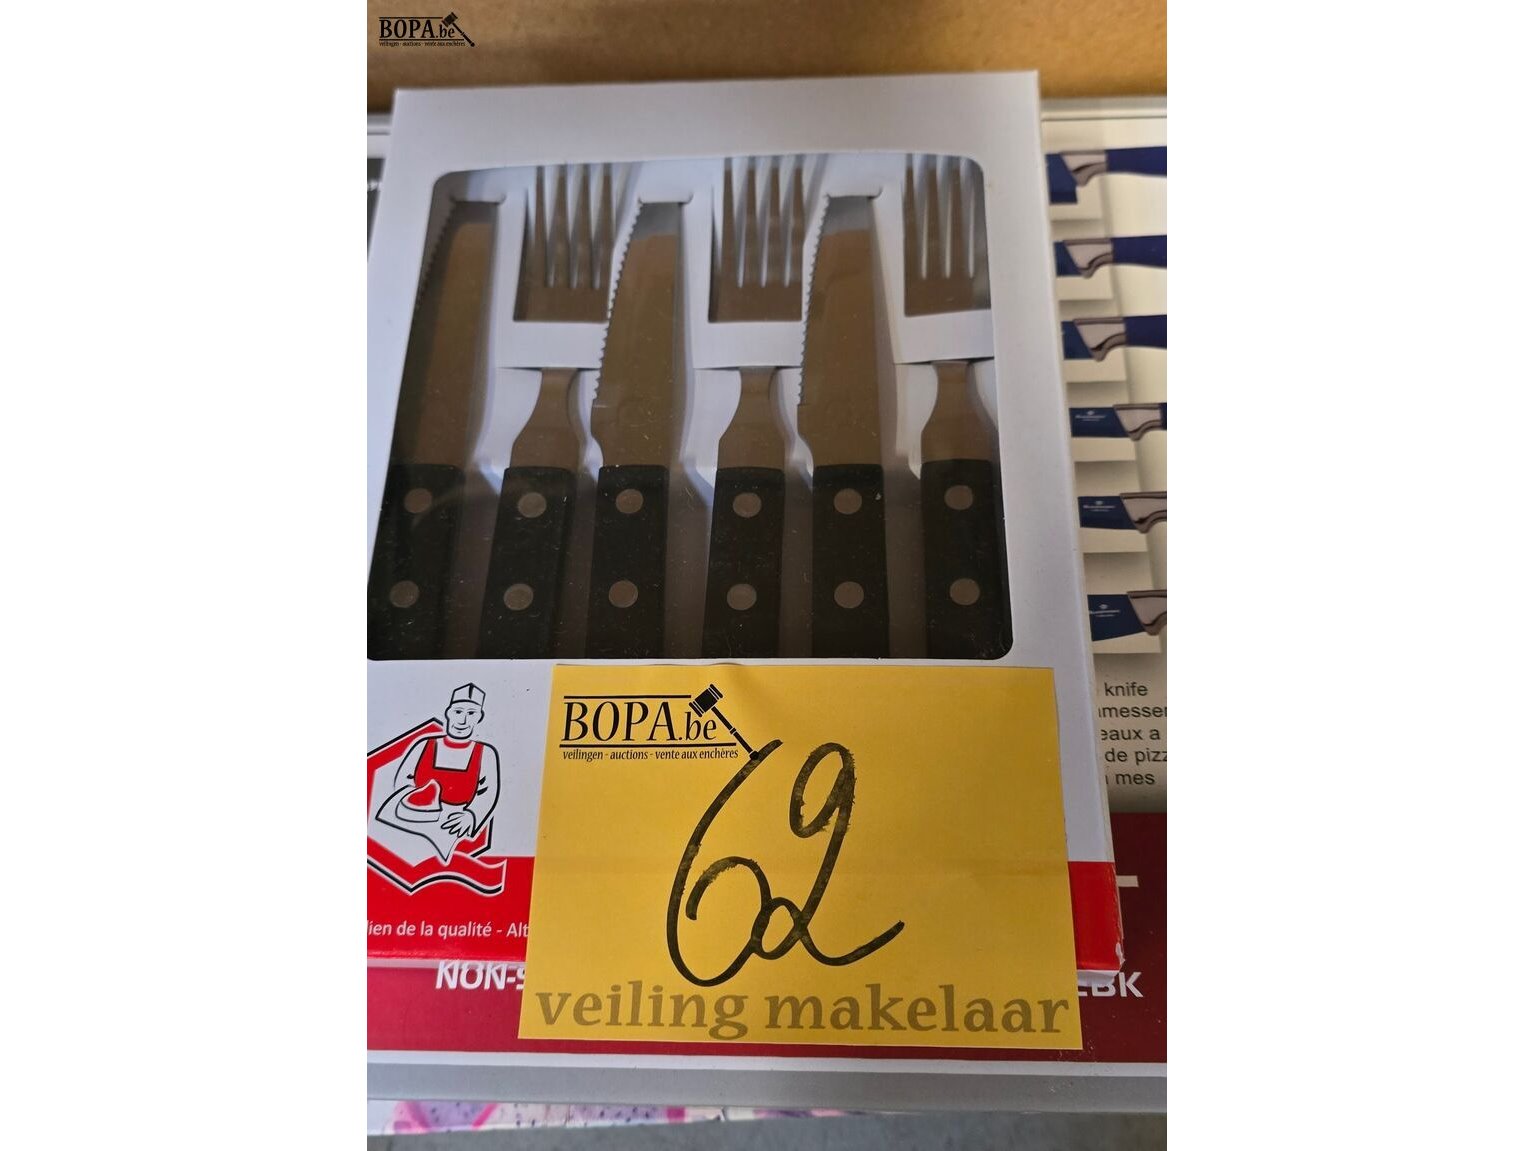 BOPA.be
veilingen - auctions - vente aux enchères
knife
messer
eaux a
de pizz
mes
BOPA.be
veilingen - auctions - vente aux enchères
62
lien de la qualité - Alt
NON-S
EBK
veiling makelaar